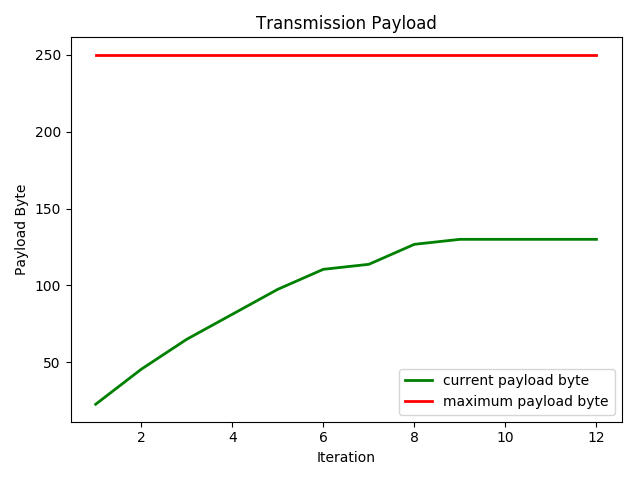 Transmission Payload
250
200
150
100
50
Payload Byte
current payload byte
maximum payload byte
2 4 6 8 10 12
Iteration